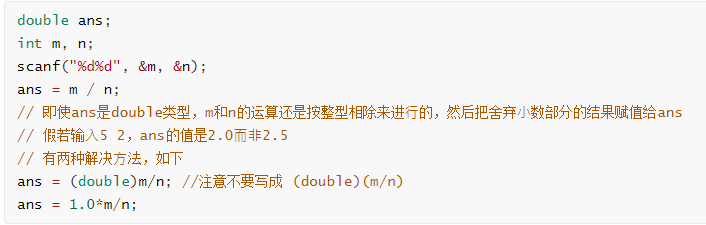 double ans;
int m, n;
scanf("%d%d", &m, &n);
ans = m / n;
// 即使ans是double类型，m和n的运算还是按整型相除来进行的，然后把舍弃小数部分的结果赋值给ans
// 假若输入5 2，ans的值是2.0而非2.5
// 有两种解决方法，如下
ans = (double)m/n; //注意不要写成 (double)(m/n)
ans = 1.0*m/n;